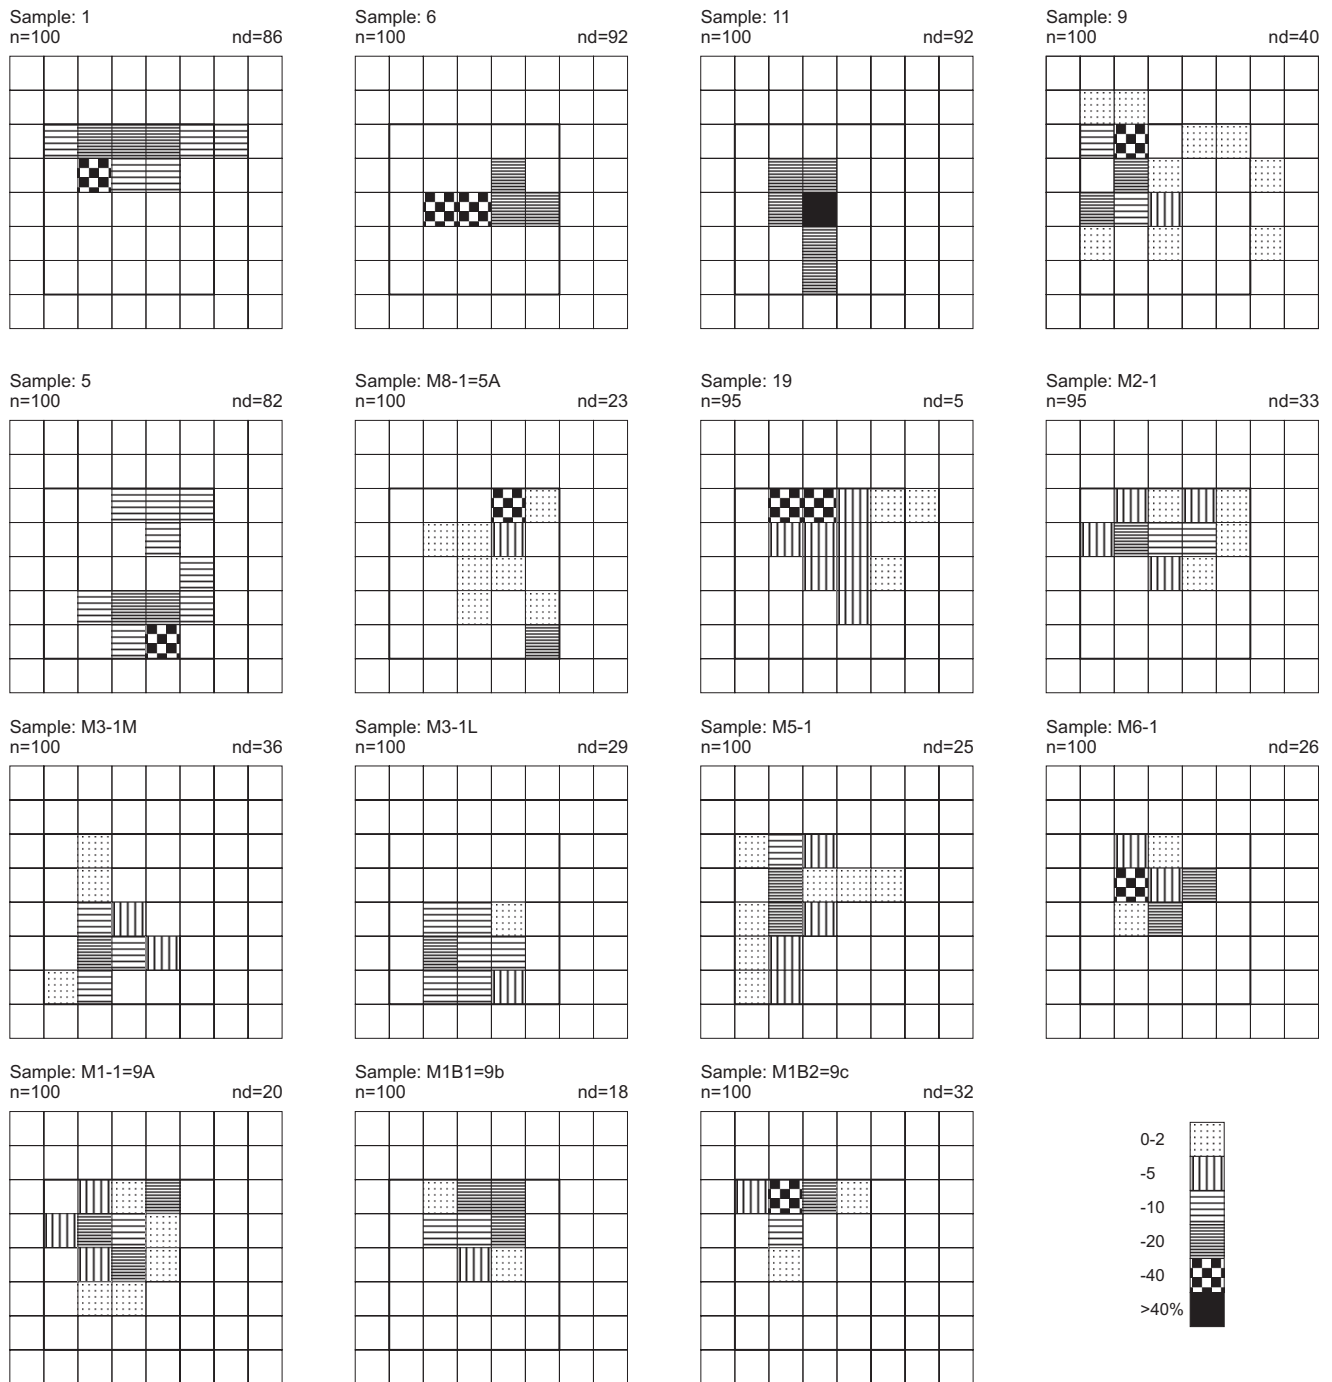 Sample: 1
n=100 nd=86
Sample: 6
n=100 nd=92
Sample: 11
n=100 nd=92
Sample: 9
n=100 nd=40
Sample: 5
n=100 nd=82
Sample: M8-1=5A
n=100 nd=23
Sample: 19
n=95 nd=5
Sample: M2-1
n=95 nd=33
Sample: M3-1M
n=100 nd=36
Sample: M3-1L
n=100 nd=29
Sample: M5-1
n=100 nd=25
Sample: M6-1
n=100 nd=26
Sample: M1-1=9A
n=100 nd=20
Sample: M1B1=9b
n=100 nd=18
Sample: M1B2=9c
n=100 nd=32
0-2
-5
-10
-20
-40
>40%